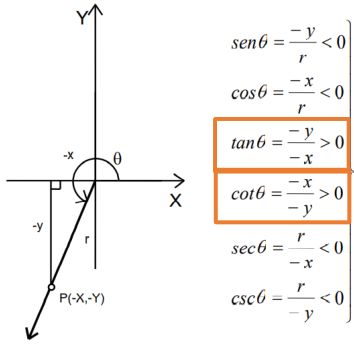 Y
-x
θ
X
-y
r
P(-X,-Y)
senθ = -y/r < 0
cosθ = -x/r < 0
tanθ = -y/-x > 0
cotθ = -x/-y > 0
secθ = r/-x < 0
cscθ = r/-y < 0